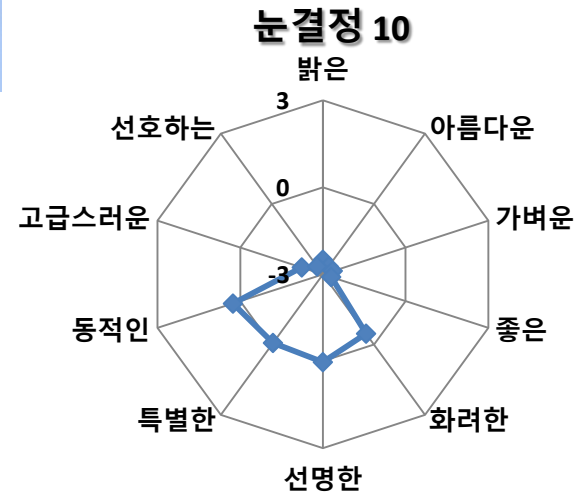 눈결정 10
밝은
3
선호하는
아름다운
0
고급스러운
가벼운
-3
동적인
좋은
특별한
화려한
선명한